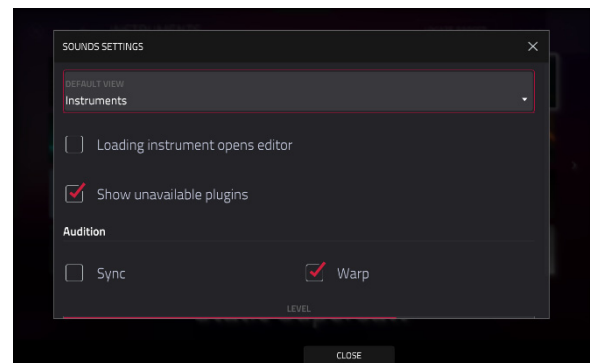 SOUNDS SETTINGS
DEFAULT VIEW
Instruments
Loading instrument opens editor
Show unavailable plugins
Audition
Sync Warp
LEVEL
CLOSE